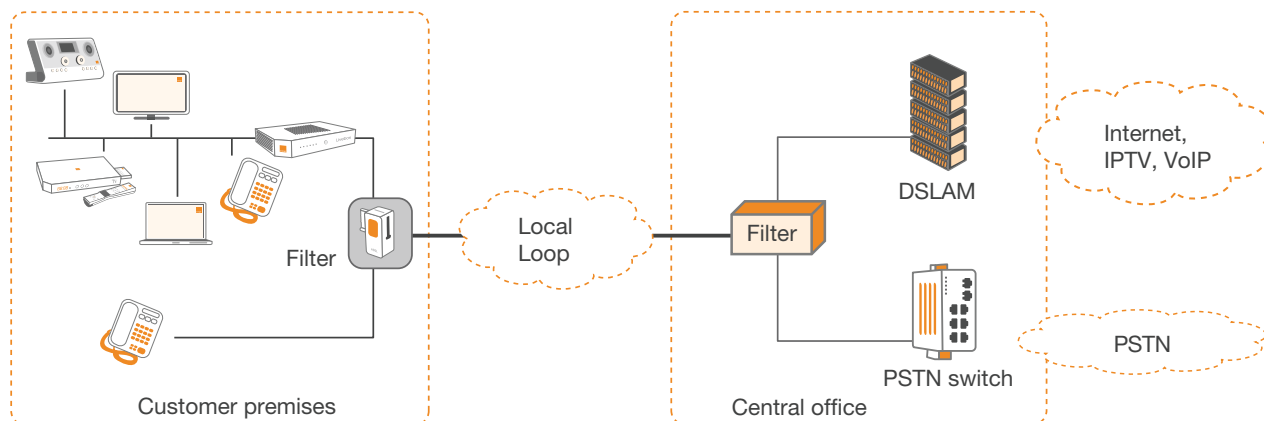 Internet,
IPTV, VoIP
DSLAM
Local
Loop
Filter
Filter
PSTN
PSTN switch
Customer premises
Central office